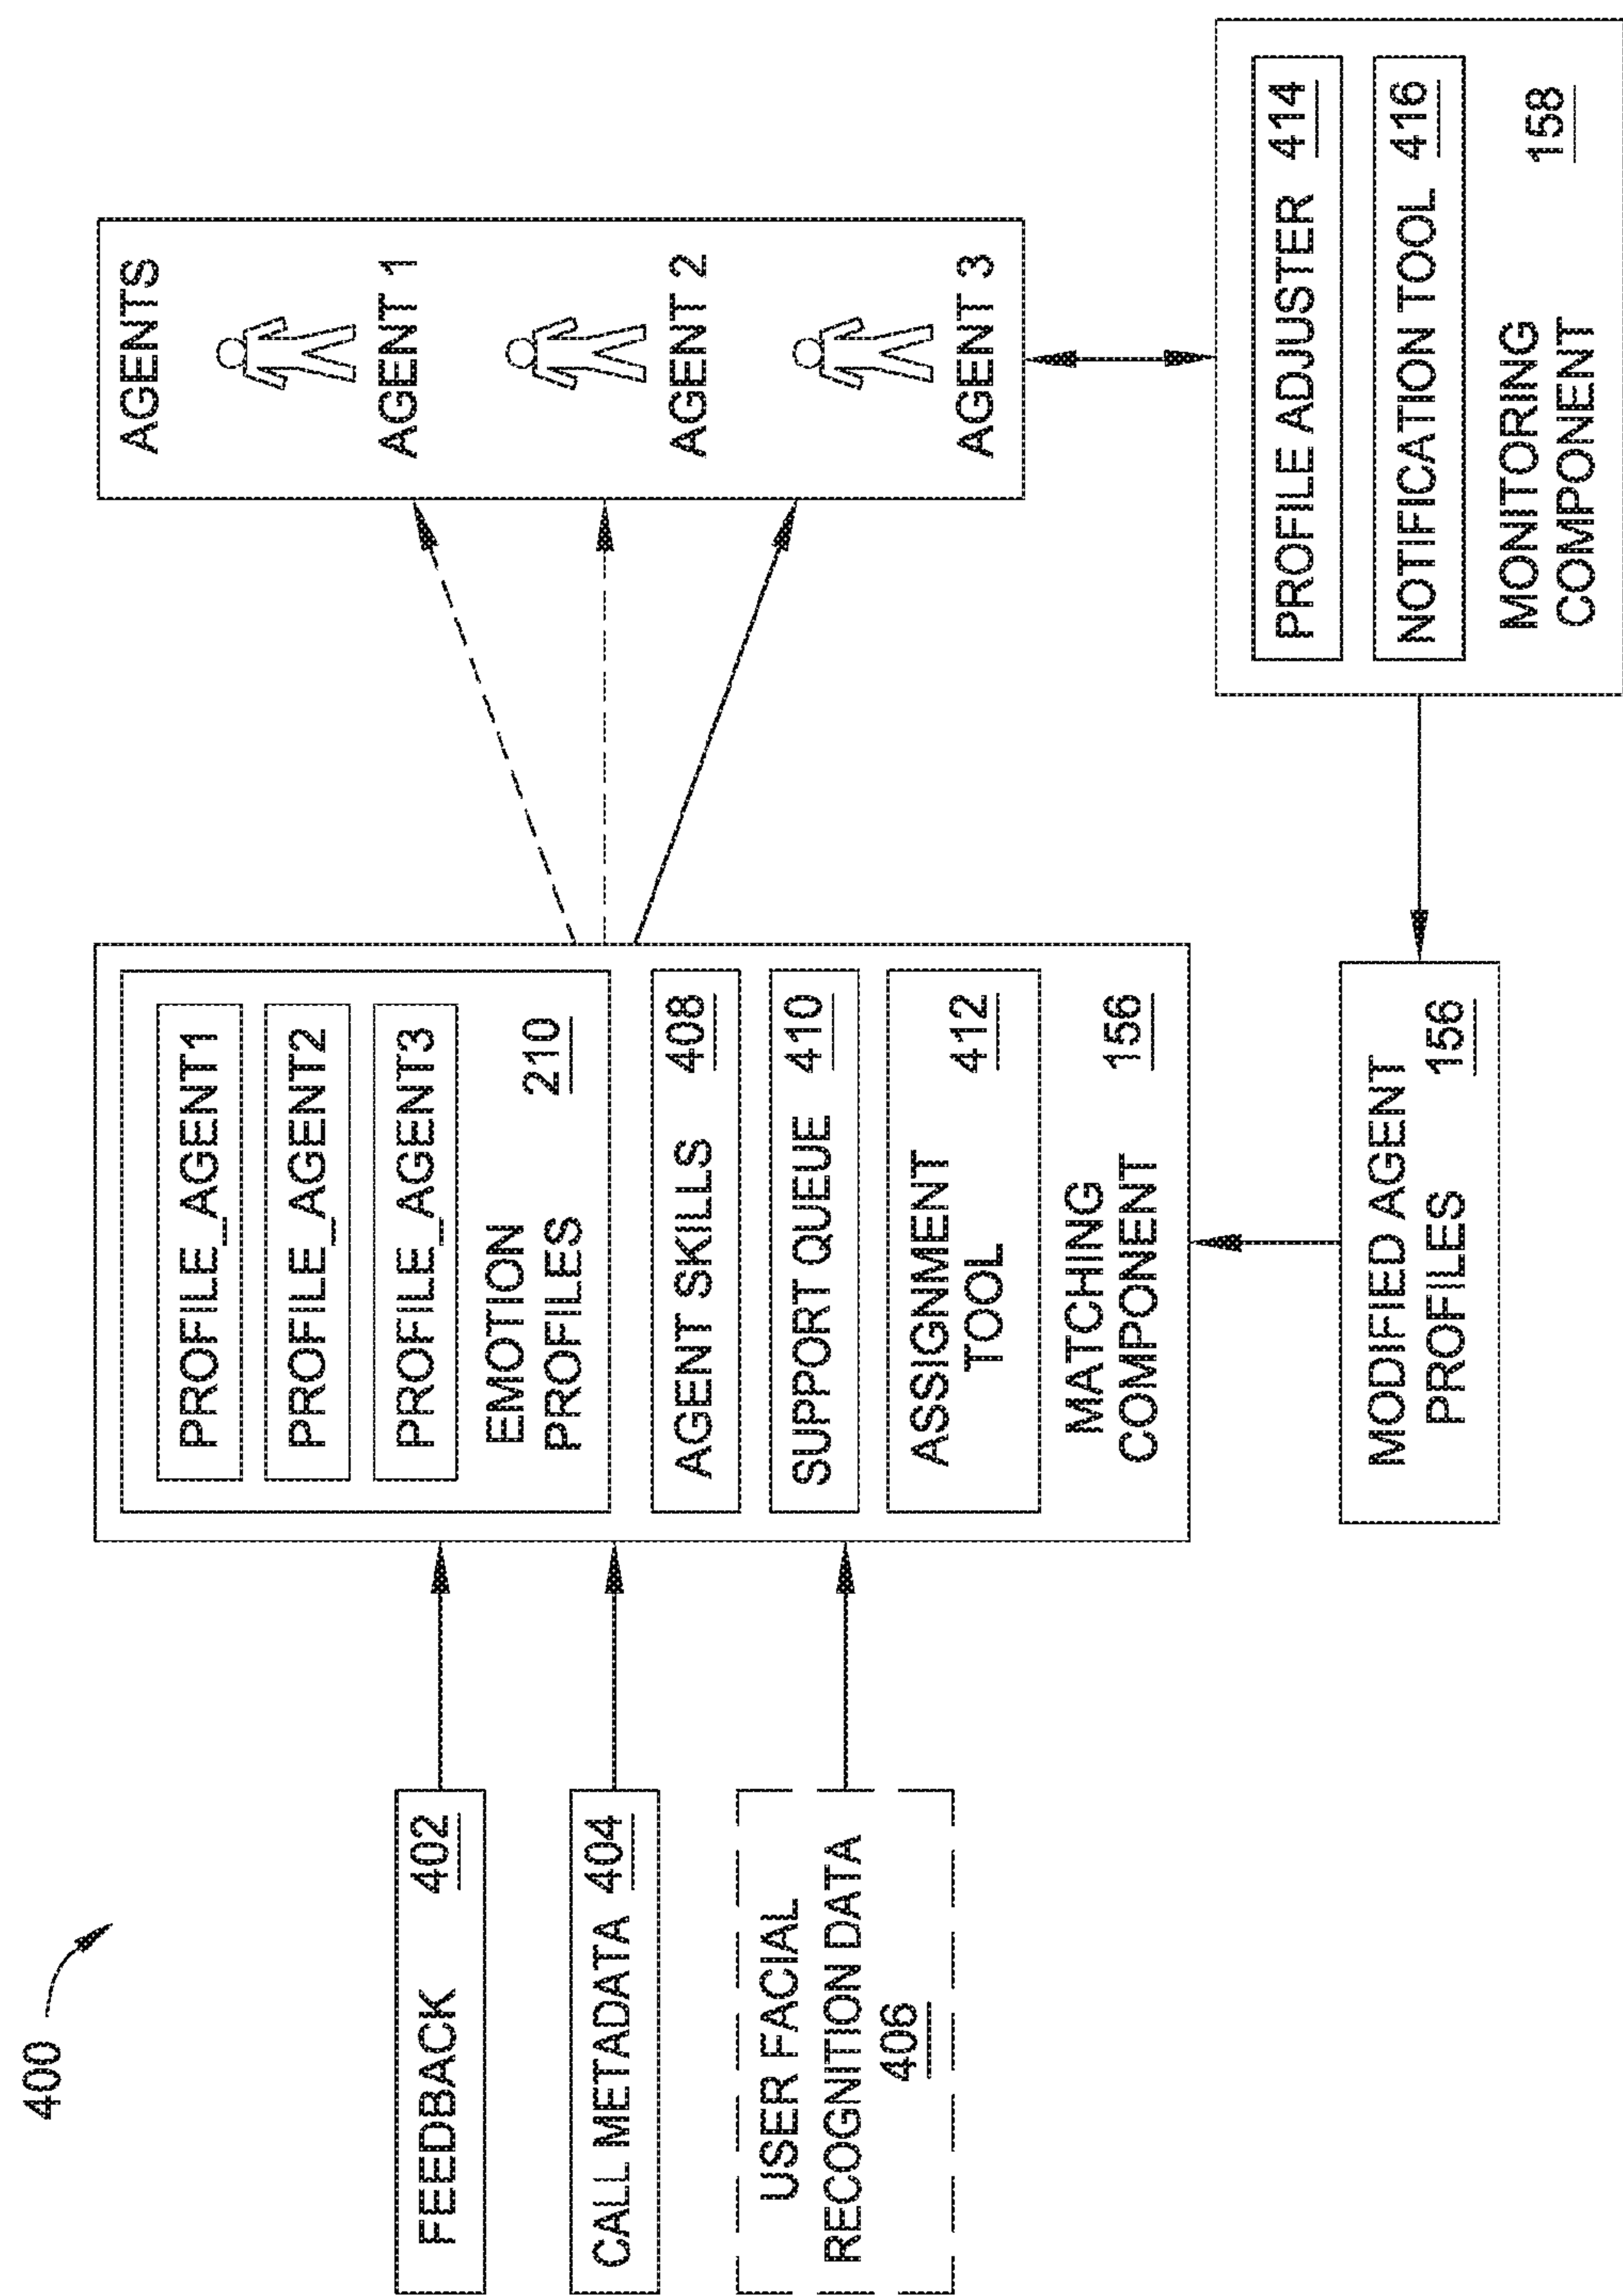 400
FEEDBACK 402
CALL METADATA 404
USER FACIAL
RECOGNITION DATA
406
PROFILE_AGENT1
PROFILE_AGENT2
PROFILE_AGENT3
EMOTION
PROFILES 210
AGENT SKILLS 408
SUPPORT QUEUE 410
ASSIGNMENT
TOOL 412
MATCHING
COMPONENT 156
AGENTS
AGENT 1
AGENT 2
AGENT 3
MODIFIED AGENT
PROFILES 156
PROFILE ADJUSTER 414
NOTIFICATION TOOL 416
MONITORING
COMPONENT 158